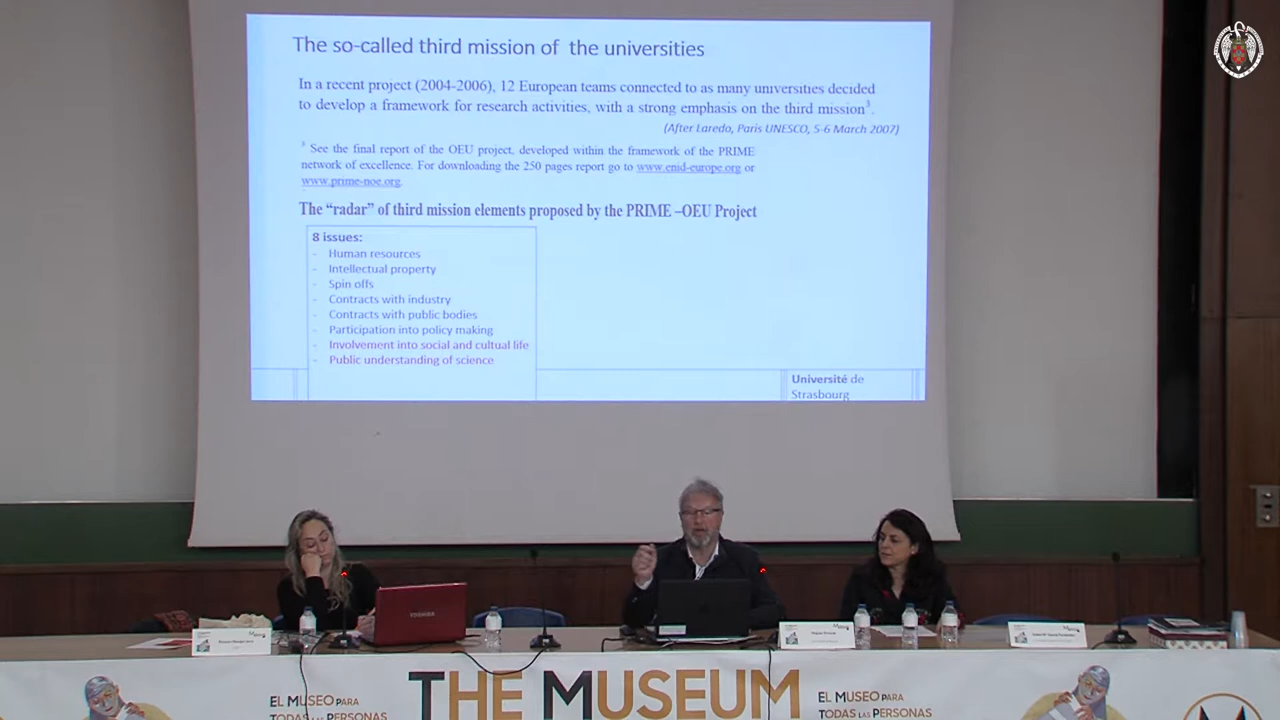 The so-called third mission of the universities
In a recent project (2004-2006), 12 European teams connected to as many universities decided
to develop a framework for research activities, with a strong emphasis on the third mission³.
(After Laredo, Paris UNESCO, 5-6 March 2007)
³ See the final report of the OEU project, developed within the framework of the PRIME
network of excellence. For downloading the 250 pages report go to www.enid-europe.org or
www.prime-noe.org.
The “radar” of third mission elements proposed by the PRIME –OEU Project
8 issues:
- Human resources
- Intellectual property
- Spin offs
- Contracts with industry
- Contracts with public bodies
- Participation into policy making
- Involvement into social and cultural life
- Public understanding of science
Université de
Strasbourg
TOSHIBA
EL MUSEO PARA
TODAS LAS PERSONAS
THE MUSEUM
EL MUSEO PARA
TODAS LAS PERSONAS